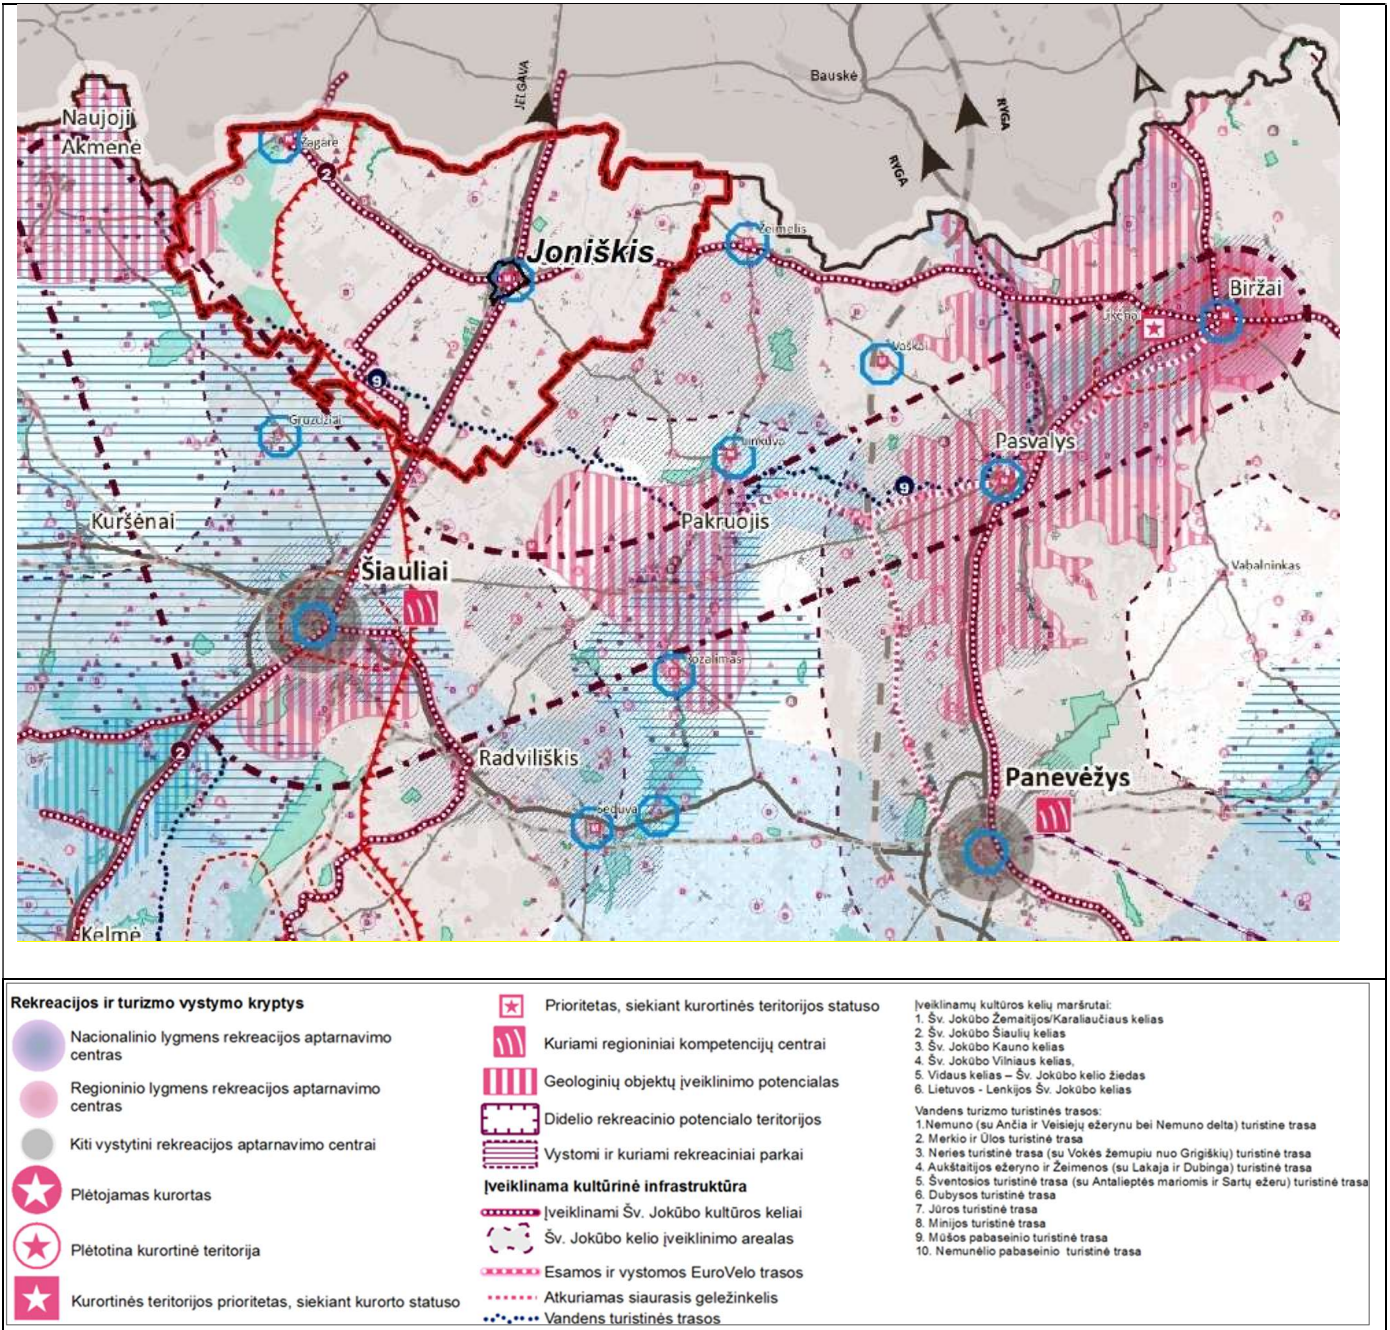 JELGAVA
Bauskė
RYGA
RYGA
Naujoji
Akmenė
Žagarė
2
Žeimelis
Joniškis
Biržai
Likėnai
Vaškai
9
Gruzdžiai
Linkuva
Pasvalys
9
Kuršėnai
Pakruojis
Vabalninkas
Šiauliai
Rozalimas
2
Radviliškis
Panevėžys
Šeduva
Kelmė
Rekreacijos ir turizmo vystymo kryptys
Nacionalinio lygmens rekreacijos aptarnavimo
centras
Regioninio lygmens rekreacijos aptarnavimo
centras
Kiti vystytini rekreacijos aptarnavimo centrai
Plėtojamas kurortas
Plėtotina kurortinė teritorija
Kurortinės teritorijos prioritetas, siekiant kurorto statuso
Prioritetas, siekiant kurortinės teritorijos statuso
Kuriami regioniniai kompetencijų centrai
Geologinių objektų įveiklinimo potencialas
Didelio rekreacinio potencialo teritorijos
Vystomi ir kuriami rekreaciniai parkai
Įveiklinama kultūrinė infrastruktūra
Įveiklinami Šv. Jokūbo kultūros keliai
Šv. Jokūbo kelio įveiklinimo arealas
Esamos ir vystomos EuroVelo trasos
Atkuriamas siaurasis geležinkelis
Vandens turistinės trasos
Įveiklinamų kultūros kelių maršrutai:
1. Šv. Jokūbo Žemaitijos/Karaliaučiaus kelias
2. Šv. Jokūbo Šiaulių kelias
3. Šv. Jokūbo Kauno kelias
4. Šv. Jokūbo Vilniaus kelias,
5. Vidaus kelias – Šv. Jokūbo kelio žiedas
6. Lietuvos - Lenkijos Šv. Jokūbo kelias
Vandens turizmo turistinės trasos:
1.Nemuno (su Ančia ir Veisiejų ežerynu bei Nemuno delta) turistine trasa
2. Merkio ir Ūlos turistinė trasa
3. Neries turistinė trasa (su Vokės žemupiu nuo Grigiškių) turistinė trasa
4. Aukštaitijos ežeryno ir Žeimenos (su Lakaja ir Dubinga) turistinė trasa
5. Šventosios turistinė trasa (su Antalieptės mariomis ir Sartų ežeru) turistinė trasa
6. Dubysos turistinė trasa
7. Jūros turistinė trasa
8. Minijos turistinė trasa
9. Mūšos pabaseinio turistinė trasa
10. Nemunėlio pabaseinio turistinė trasa